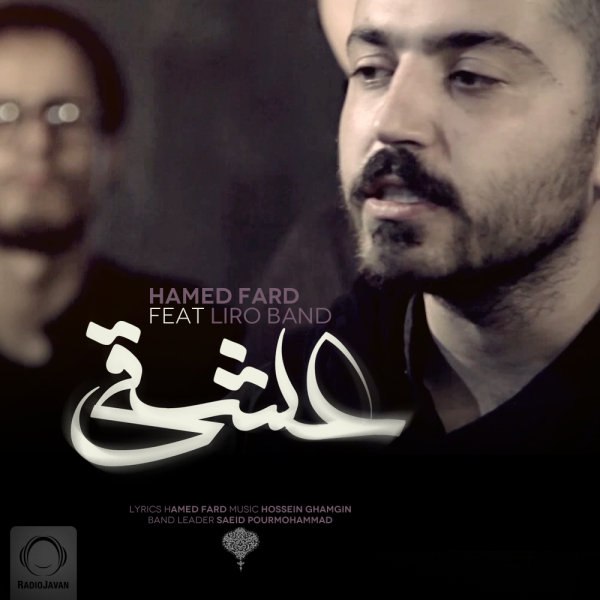 HAMED FARD
FEAT LIRO BAND
عشقی
LYRICS HAMED FARD MUSIC HOSSEIN GHAMGIN
BAND LEADER SAEID POURMOHAMMAD
RADIOJAVAN